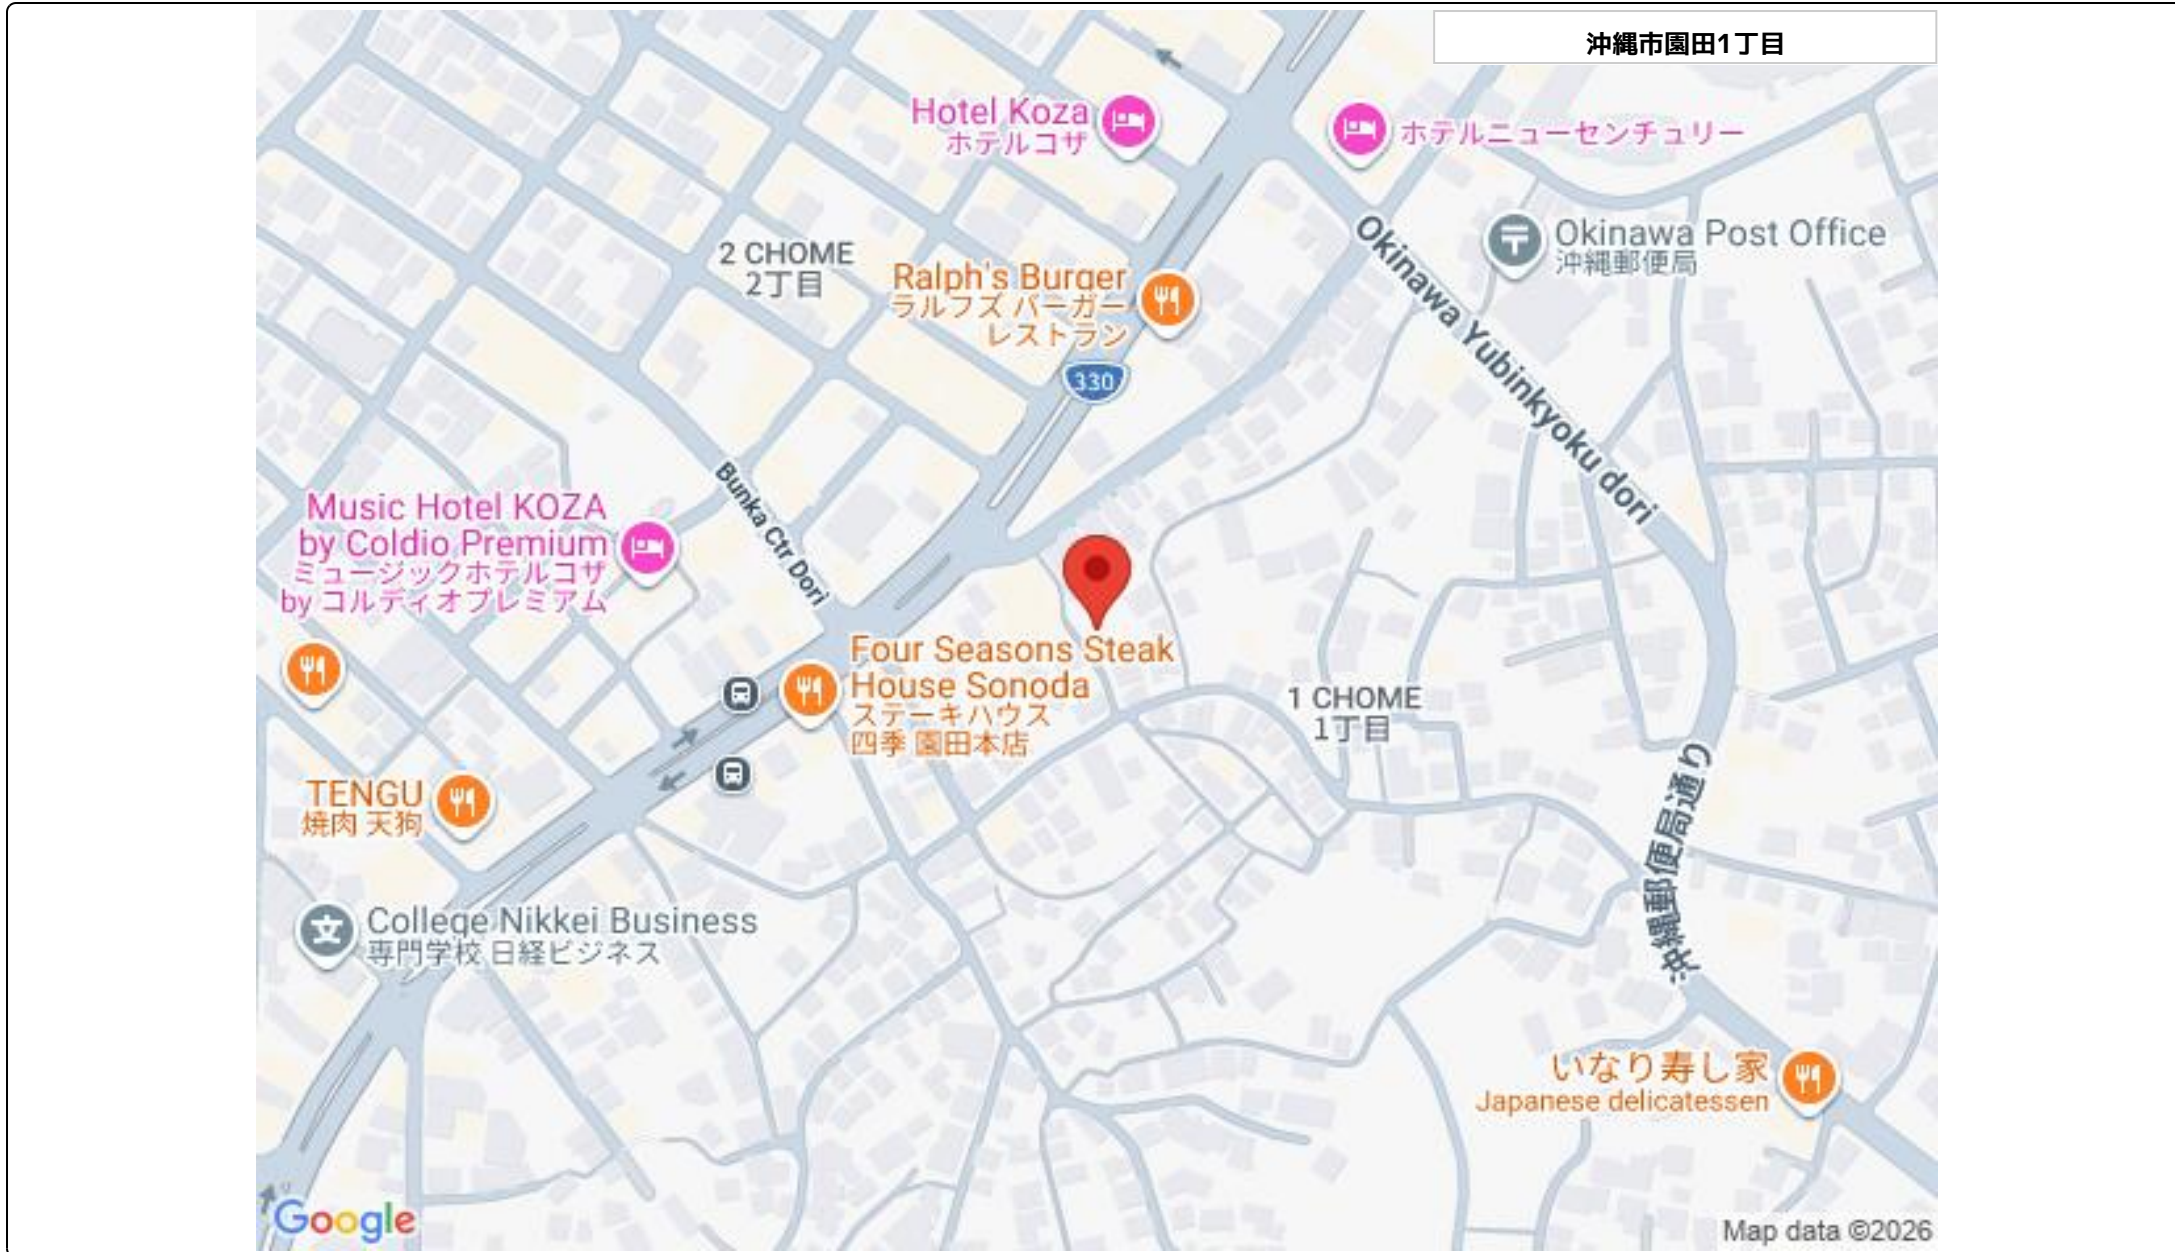 沖縄市園田1丁目
Hotel Koza
ホテルコザ
ホテルニューセンチュリー
Okinawa Post Office
沖縄郵便局
2 CHOME
2丁目
Ralph's Burger
ラルフズ バーガー
レストラン
330
Okinawa Yubinkyoku dori
Bunka Ctr Dori
Music Hotel KOZA
by Coldio Premium
ミュージックホテルコザ
by コルディオプレミアム
Four Seasons Steak
House Sonoda
ステーキハウス
四季 園田本店
1 CHOME
1丁目
TENGU
焼肉 天狗
沖縄郵便局通り
College Nikkei Business
専門学校 日経ビジネス
文
いなり寿し家
Japanese delicatessen
Google
Map data ©2026